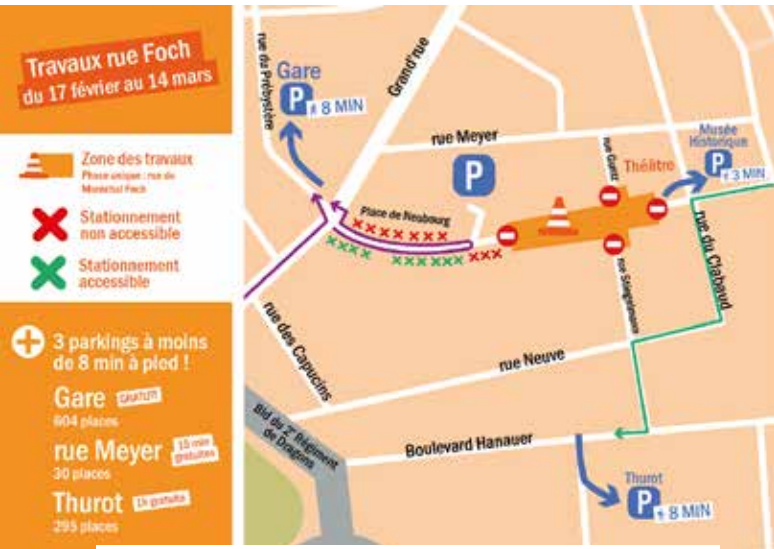 Travaux rue Foch
du 17 février au 14 mars
Zone des travaux
Phase unique : rue du
Maréchal Foch
Stationnement
non accessible
Stationnement
accessible
3 parkings à moins
de 8 min à pied !
Gare GRATUIT
604 places
rue Meyer 15 min
gratuites
30 places
Thurot 1h gratuite
295 places
rue du Prébystère
Gare
P 8 MIN
Grand'rue
rue Meyer
P
Place de Neubourg
rue Guntz
Théâtre
Musée
Historique
P 3 MIN
rue du Clabaud
rue des Capucins
rue Neuve
Bld du 2e Régiment
de Dragons
Boulevard Hanauer
Thurot
P 8 MIN